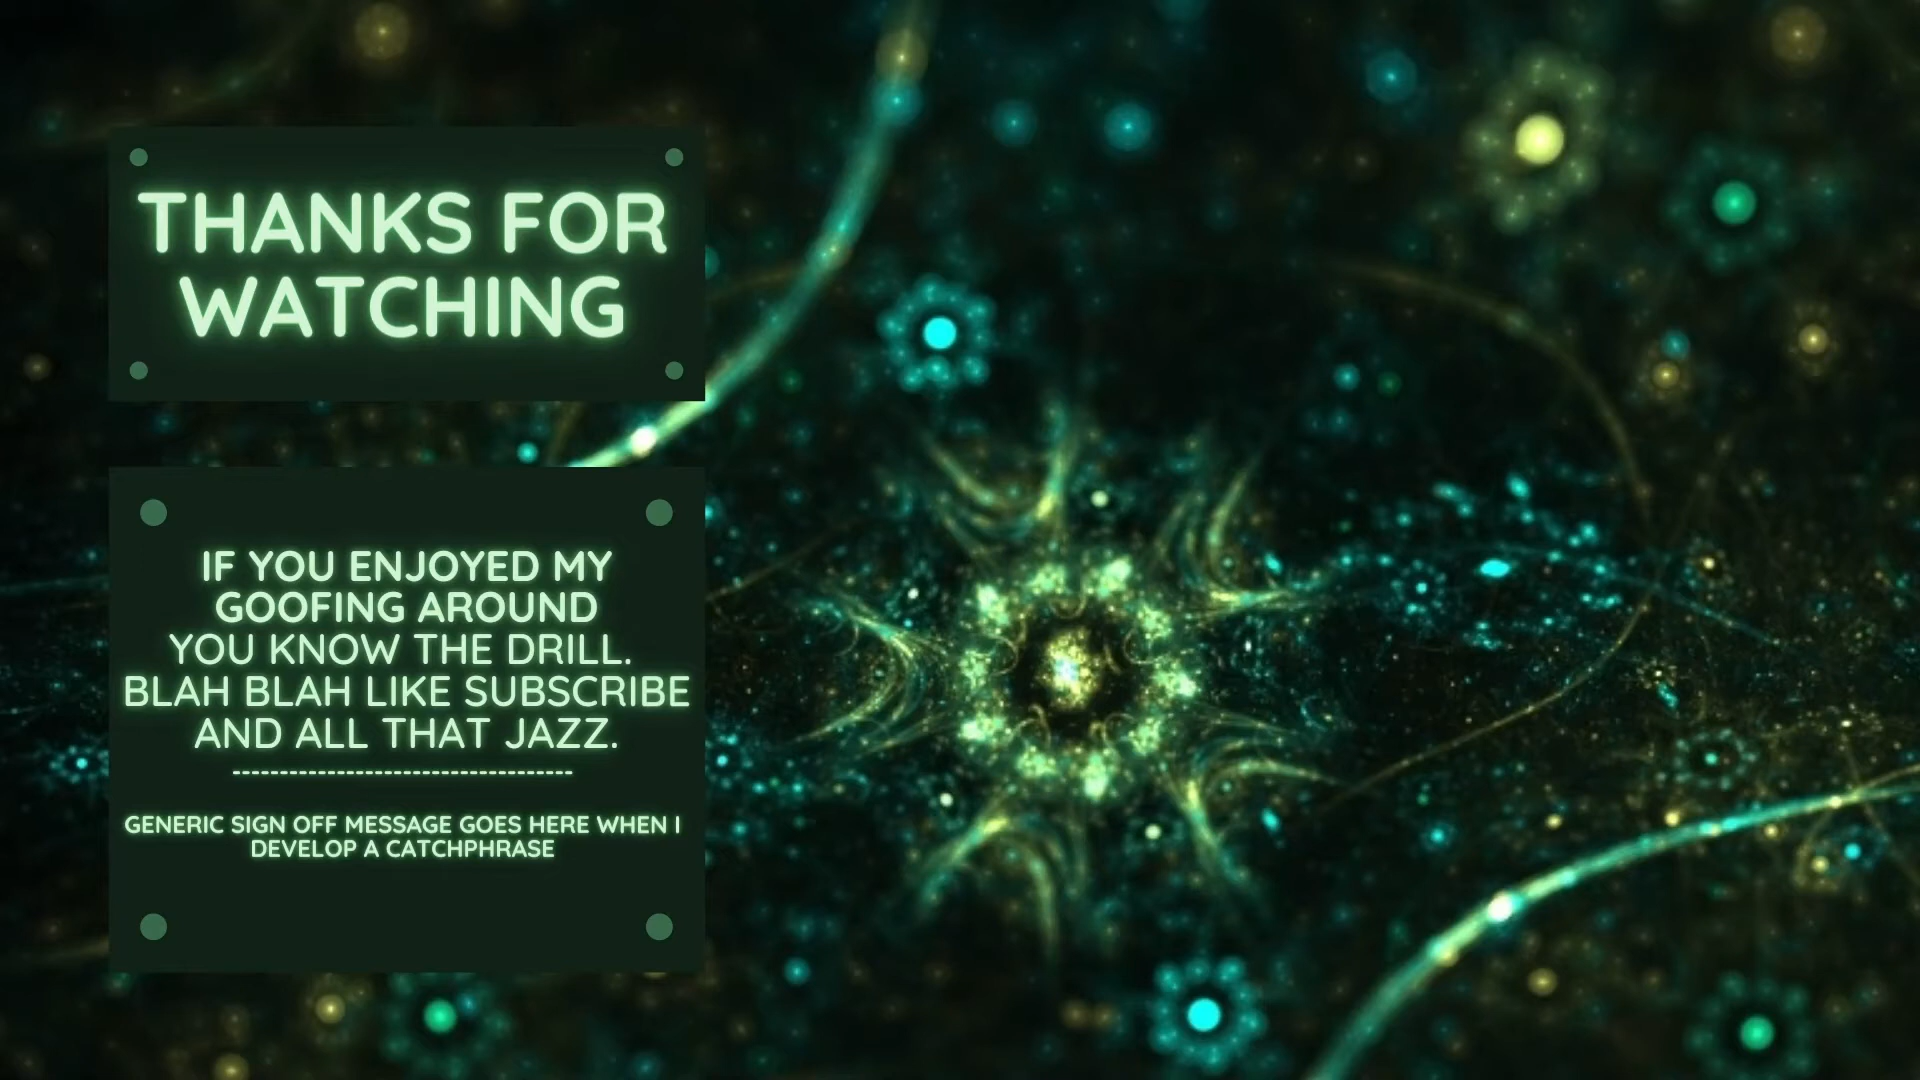 THANKS FOR
WATCHING
IF YOU ENJOYED MY
GOOFING AROUND
YOU KNOW THE DRILL.
BLAH BLAH LIKE SUBSCRIBE
AND ALL THAT JAZZ.
------------------------------------
GENERIC SIGN OFF MESSAGE GOES HERE WHEN I
DEVELOP A CATCHPHRASE